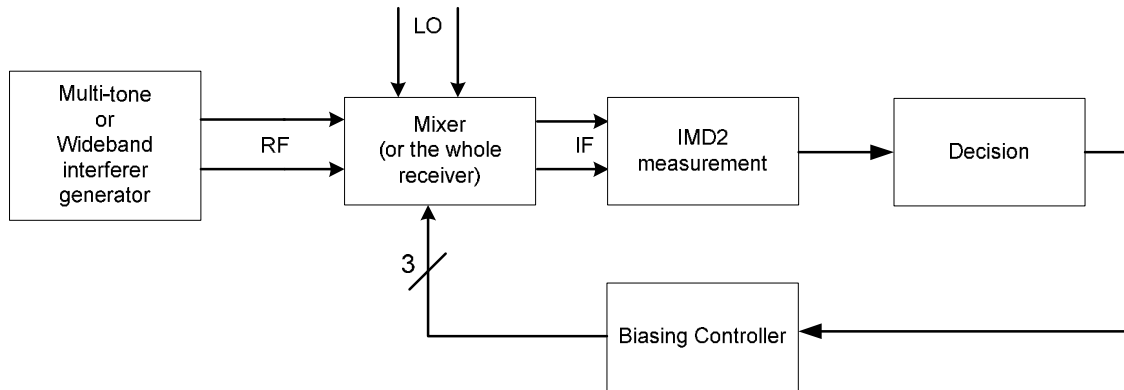 LO
Multi-tone
or
Wideband
interferer
generator
RF
Mixer
(or the whole
receiver)
IF
IMD2
measurement
Decision
3
Biasing Controller